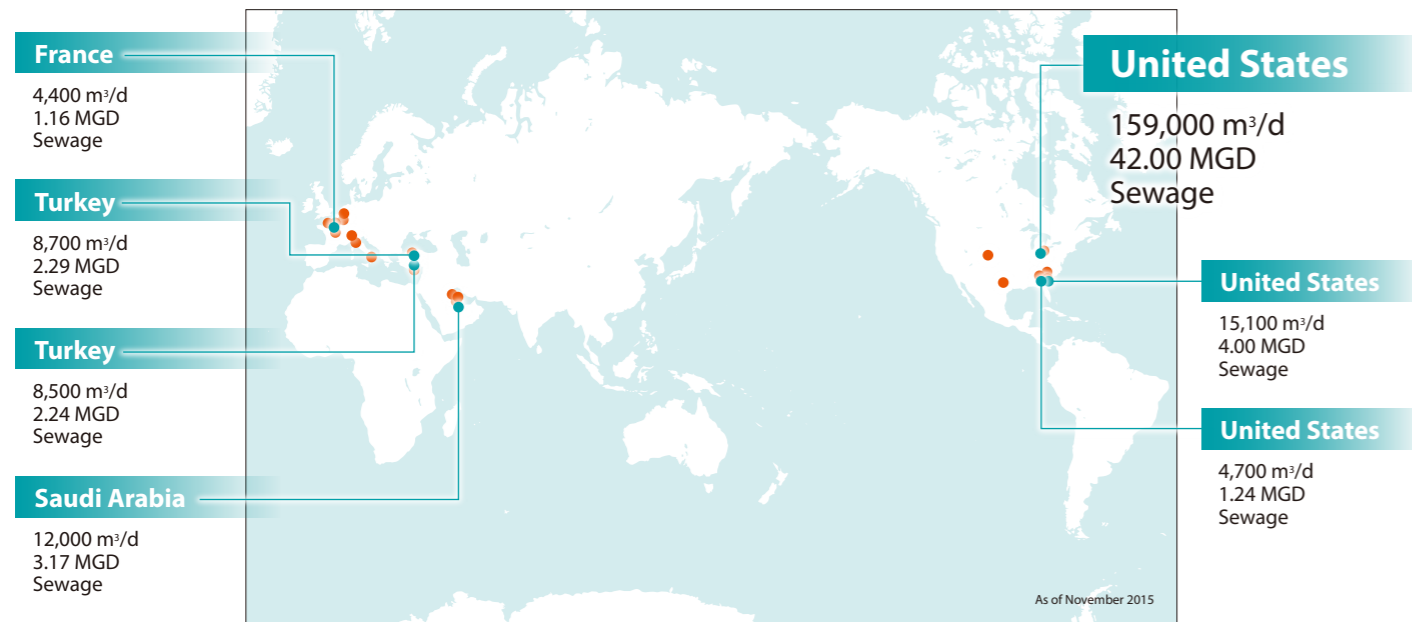 France
4,400 m³/d
1.16 MGD
Sewage
Turkey
8,700 m³/d
2.29 MGD
Sewage
Turkey
8,500 m³/d
2.24 MGD
Sewage
Saudi Arabia
12,000 m³/d
3.17 MGD
Sewage
United States
159,000 m³/d
42.00 MGD
Sewage
United States
15,100 m³/d
4.00 MGD
Sewage
United States
4,700 m³/d
1.24 MGD
Sewage
As of November 2015